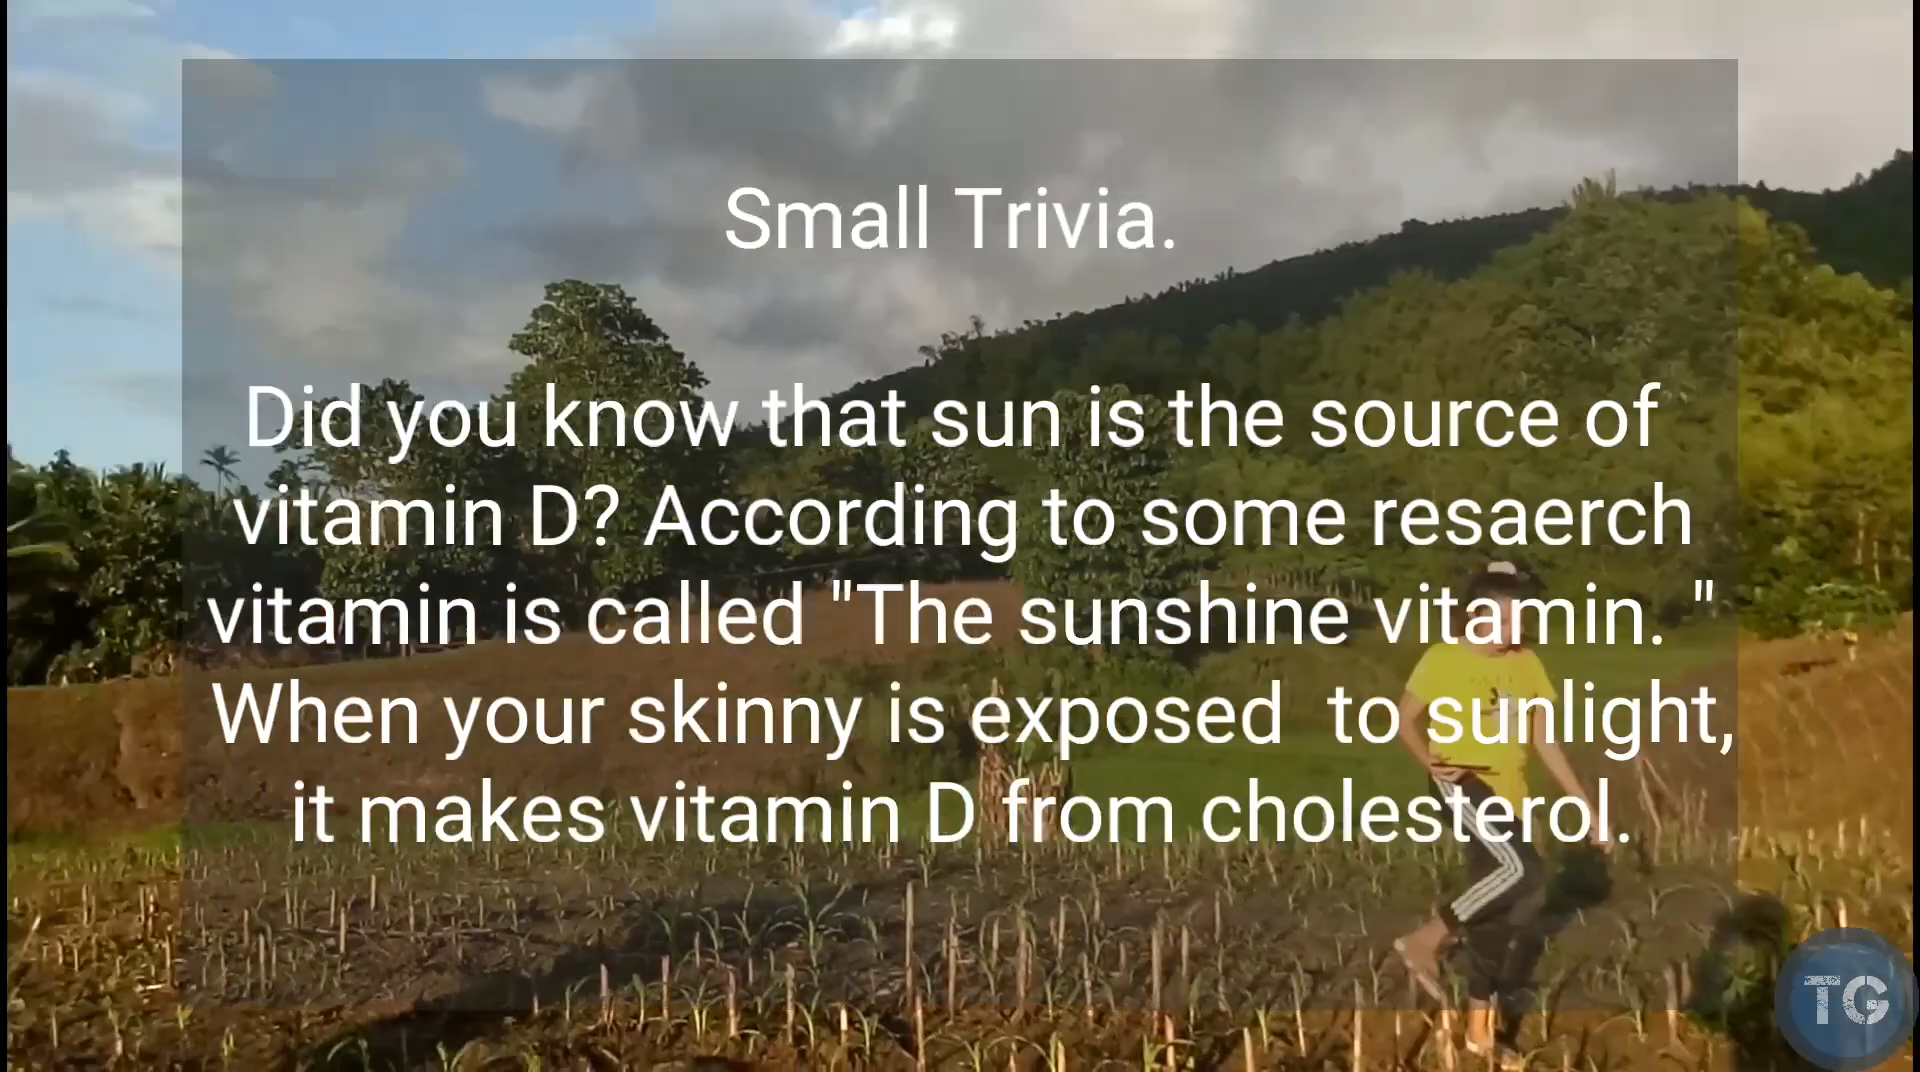 Small Trivia.
Did you know that sun is the source of
vitamin D? According to some resaerch
vitamin is called "The sunshine vitamin. "
When your skinny is exposed  to sunlight,
it makes vitamin D from cholesterol.
TG